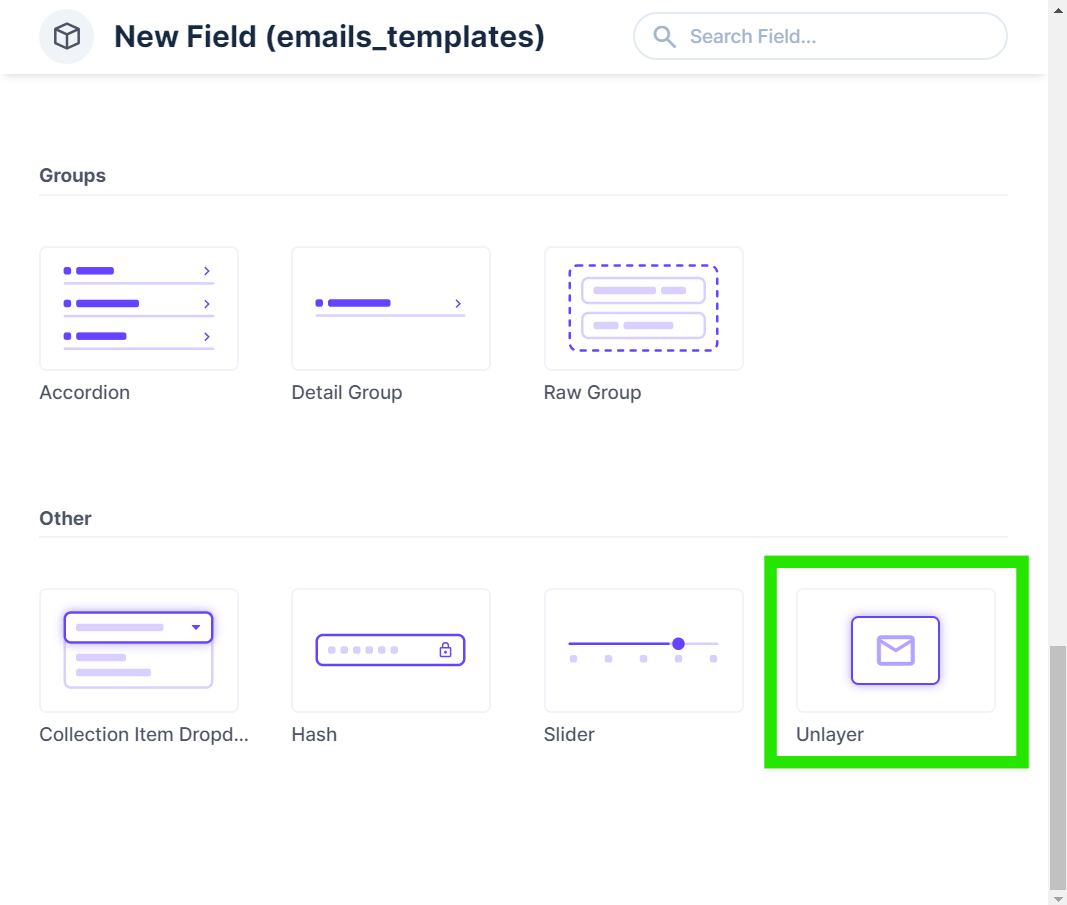 New Field (emails_templates)
Search Field...
Groups
Accordion
Detail Group
Raw Group
Other
Collection Item Dropd...
Hash
Slider
Unlayer